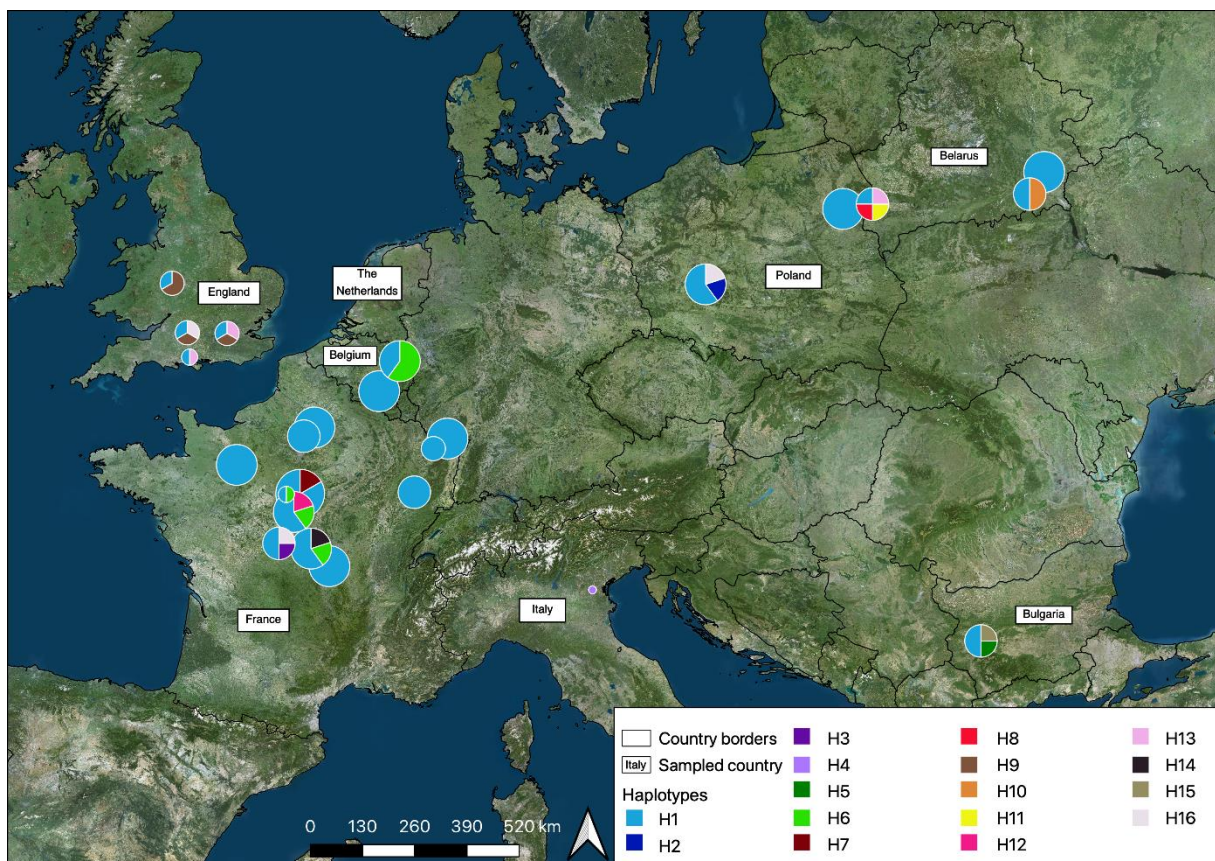 Belarus
The
Netherlands
England
Poland
Belgium
France
Italy
Bulgaria
Country borders
Italy Sampled country
Haplotypes
H1
H2
H3
H4
H5
H6
H7
H8
H9
H10
H11
H12
H13
H14
H15
H16
0 130 260 390 520 km